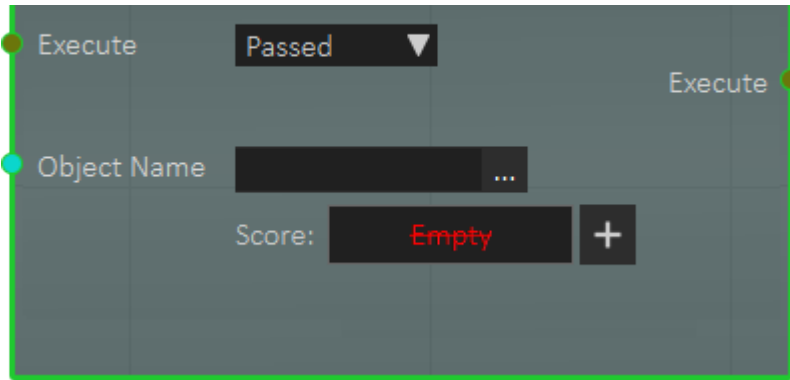 Execute
Passed
Execute
Object Name
...
Score:
Empty
+